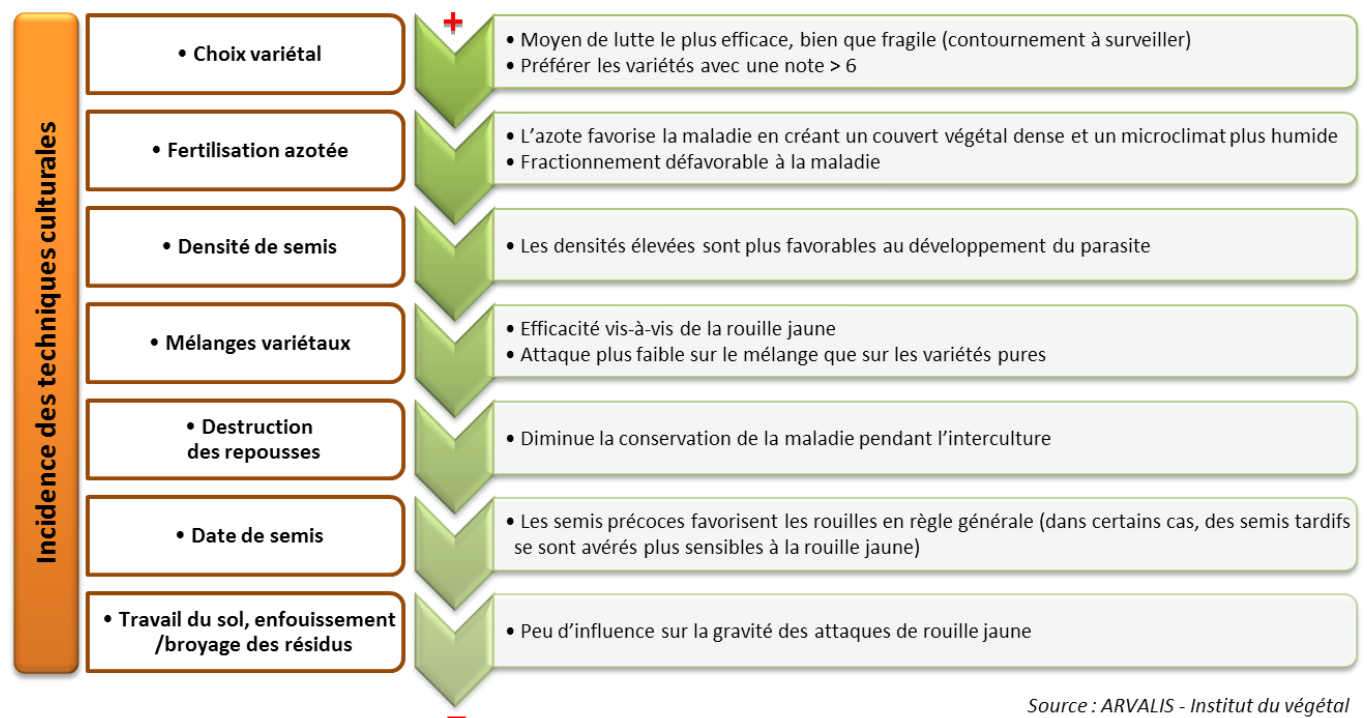 Incidence des techniques culturales
+
• Choix variétal
• Moyen de lutte le plus efficace, bien que fragile (contournement à surveiller)
• Préférer les variétés avec une note > 6
• Fertilisation azotée
• L’azote favorise la maladie en créant un couvert végétal dense et un microclimat plus humide
• Fractionnement défavorable à la maladie
• Densité de semis
• Les densités élevées sont plus favorables au développement du parasite
• Mélanges variétaux
• Efficacité vis-à-vis de la rouille jaune
• Attaque plus faible sur le mélange que sur les variétés pures
• Destruction
des repousses
• Diminue la conservation de la maladie pendant l’interculture
• Date de semis
• Les semis précoces favorisent les rouilles en règle générale (dans certains cas, des semis tardifs
se sont avérés plus sensibles à la rouille jaune)
• Travail du sol, enfouissement
/broyage des résidus
• Peu d’influence sur la gravité des attaques de rouille jaune
–
Source : ARVALIS - Institut du végétal